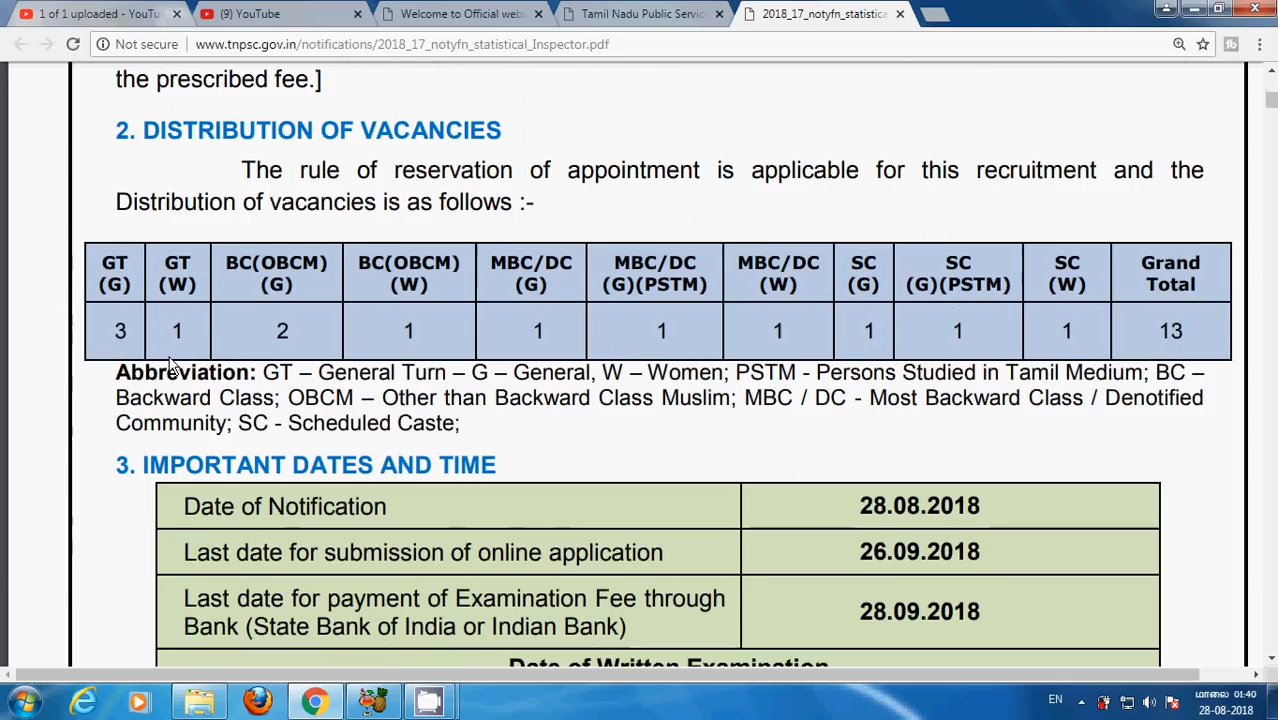 1 of 1 uploaded - YouTu
(9) YouTube
Welcome to Official web
Tamil Nadu Public Servic
2018_17_notyfn_statistica
Not secure
www.tnpsc.gov.in/notifications/2018_17_notyfn_statistical_Inspector.pdf
the prescribed fee.]
2. DISTRIBUTION OF VACANCIES
The rule of reservation of appointment is applicable for this recruitment and the
Distribution of vacancies is as follows :-
GT (G) GT (W) BC(OBCM) (G) BC(OBCM) (W) MBC/DC (G) MBC/DC (G)(PSTM) MBC/DC (W) SC (G) SC (G)(PSTM) SC (W) Grand Total
3 1 2 1 1 1 1 1 1 1 13
Abbreviation: GT – General Turn – G – General, W – Women; PSTM - Persons Studied in Tamil Medium; BC –
Backward Class; OBCM – Other than Backward Class Muslim; MBC / DC - Most Backward Class / Denotified
Community; SC - Scheduled Caste;
3. IMPORTANT DATES AND TIME
Date of Notification 28.08.2018
Last date for submission of online application 26.09.2018
Last date for payment of Examination Fee through
Bank (State Bank of India or Indian Bank) 28.09.2018
Date of Written Examination
EN
மாலை 01:40
28-08-2018